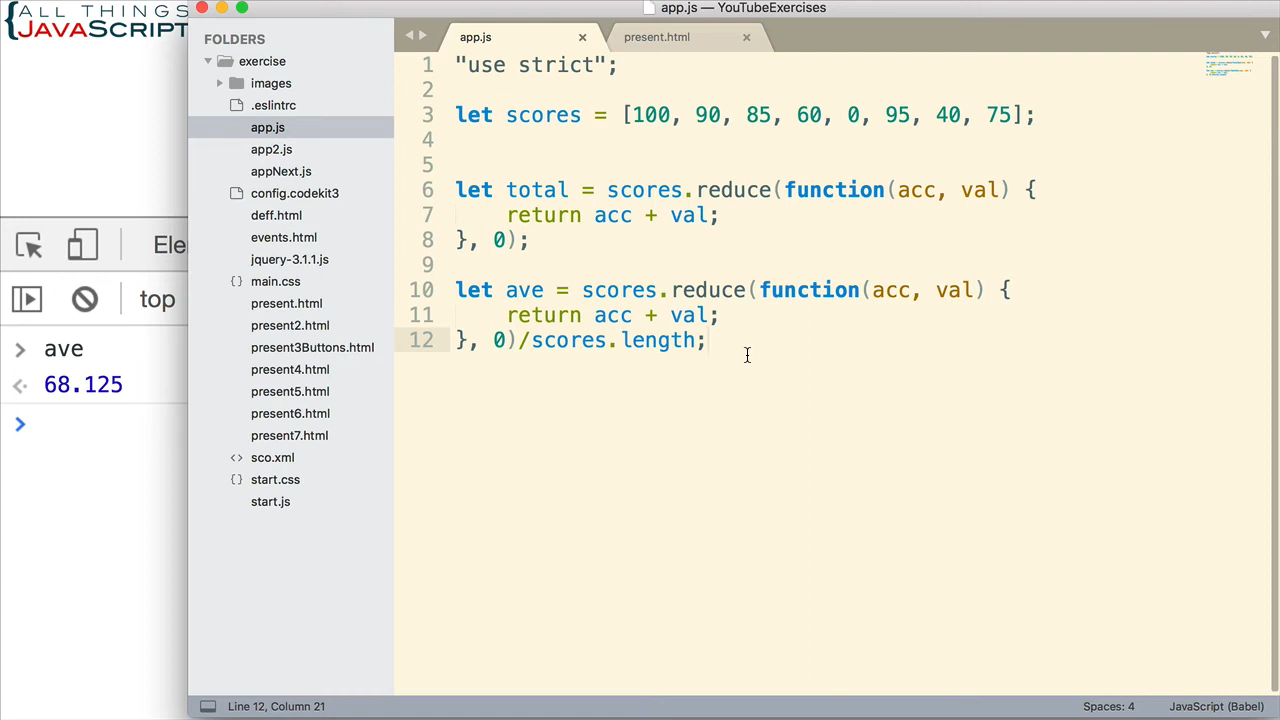 {ALL THINGS
JAVASCRIPT
Ele
top
ave
68.125
app.js — YouTubeExercises
FOLDERS
exercise
images
.eslintrc
app.js
app2.js
appNext.js
config.codekit3
deff.html
events.html
jquery-3.1.1.js
main.css
present.html
present2.html
present3Buttons.html
present4.html
present5.html
present6.html
present7.html
sco.xml
start.css
start.js
app.js
present.html
1 "use strict";
2
3 let scores = [100, 90, 85, 60, 0, 95, 40, 75];
4
5
6 let total = scores.reduce(function(acc, val) {
7     return acc + val;
8 }, 0);
9
10 let ave = scores.reduce(function(acc, val) {
11     return acc + val;
12 }, 0)/scores.length;
Line 12, Column 21
Spaces: 4
JavaScript (Babel)